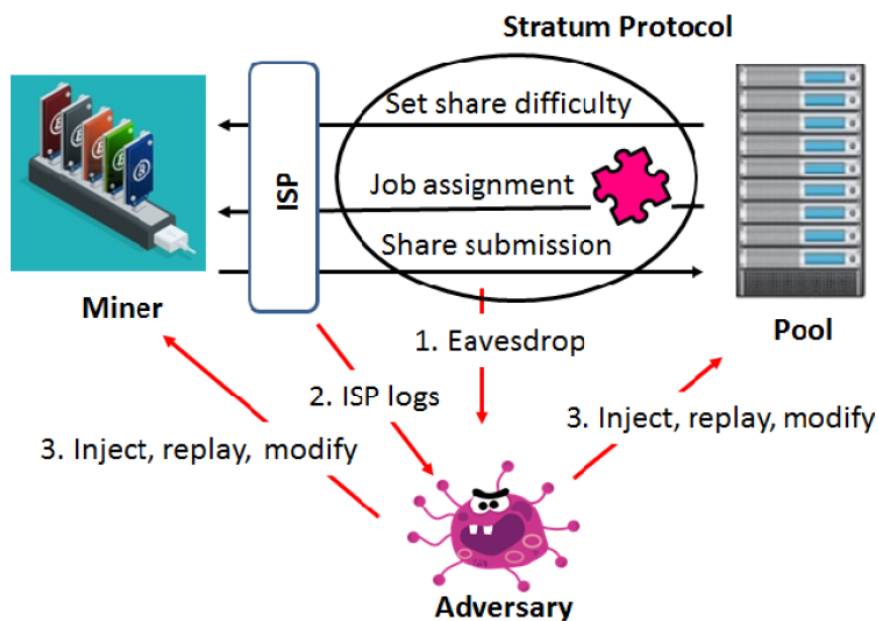 Stratum Protocol
Set share difficulty
ISP
Job assignment
Share submission
Miner
Pool
1. Eavesdrop
2. ISP logs
3. Inject, replay, modify
3. Inject, replay, modify
Adversary